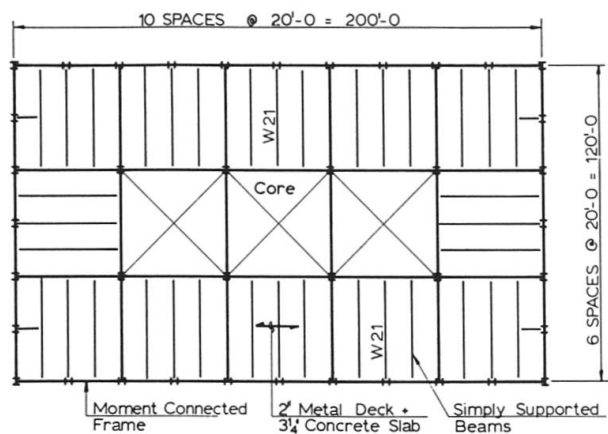 10 SPACES @ 20'-0 = 200'-0
W21
Core
6 SPACES @ 20'-0 = 120'-0
W21
Moment Connected
Frame
2" Metal Deck +
3¼" Concrete Slab
Simply Supported
Beams